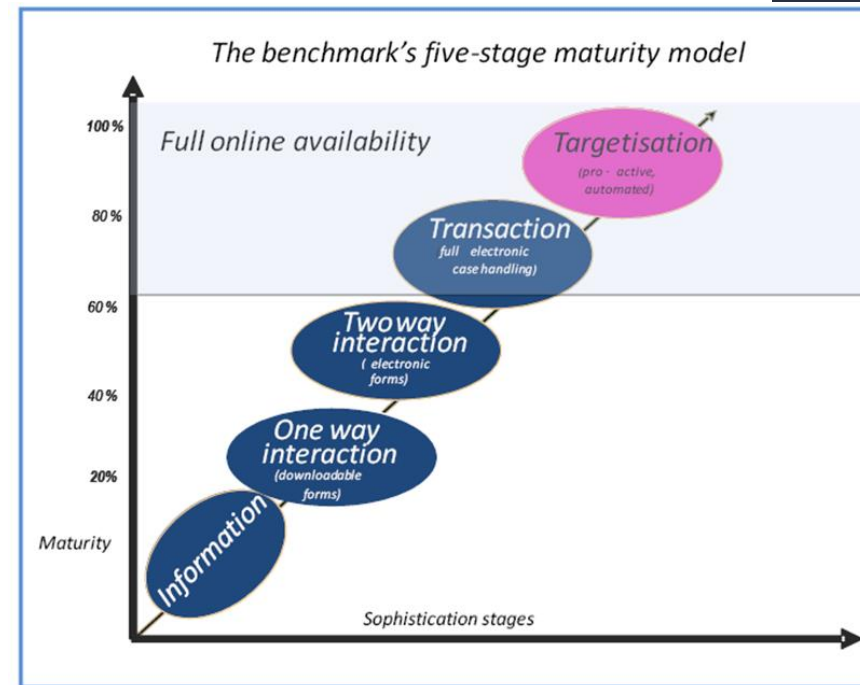 The benchmark's five-stage maturity model
100%
Full online availability
Targetisation
(pro - active,
automated)
80%
Transaction
full electronic
case handling)
60%
Two way
interaction
( electronic
forms)
40%
One way
interaction
(downloadable
forms)
20%
Information
Maturity
Sophistication stages